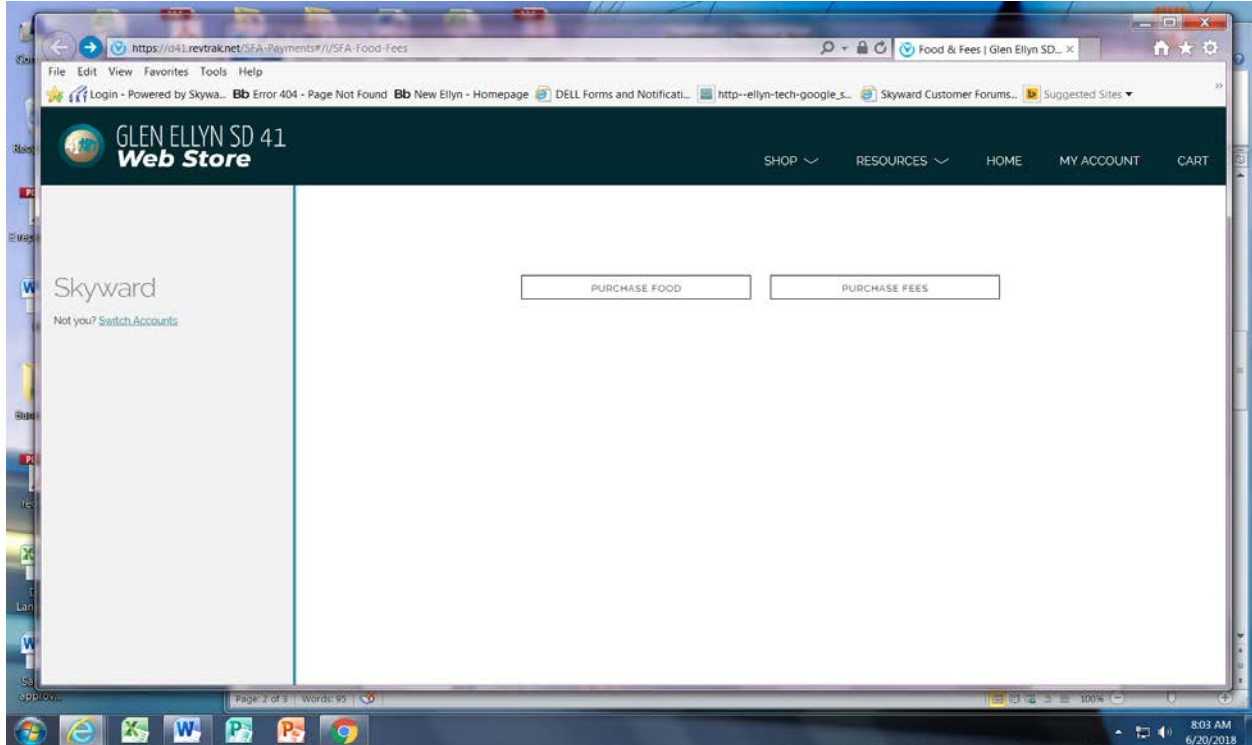 https://d41.revtrak.net/SFA-Payments#/l/SFA-Food-Fees
Food & Fees | Glen Ellyn SD...
File Edit View Favorites Tools Help
Login - Powered by Skywa... Bb Error 404 - Page Not Found Bb New Ellyn - Homepage DELL Forms and Notificati... http--ellyn-tech-google_s... Skyward Customer Forums... Suggested Sites
GLEN ELLYN SD 41
Web Store
SHOP RESOURCES HOME MY ACCOUNT CART
Skyward
Not you? Switch Accounts
PURCHASE FOOD PURCHASE FEES
Page: 2 of 3 Words: 95 100%
8:03 AM
6/20/2018